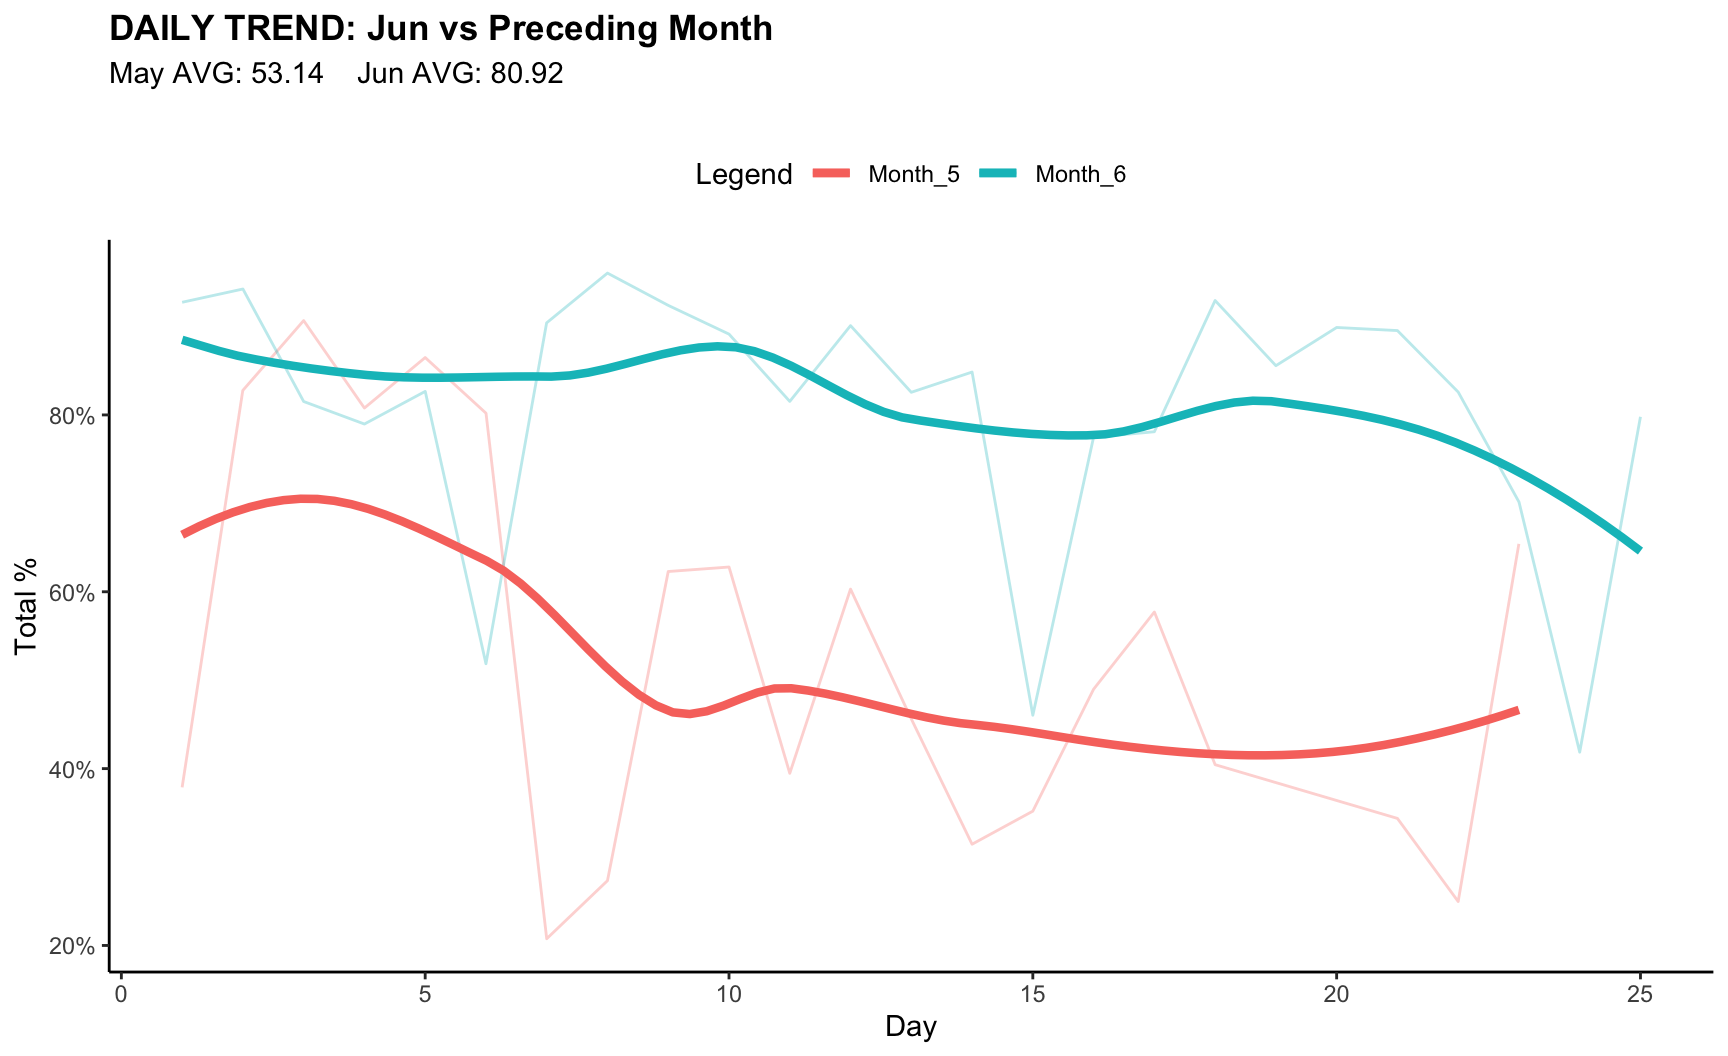 DAILY TREND: Jun vs Preceding Month
May AVG: 53.14    Jun AVG: 80.92
Legend Month_5 Month_6
Total %
80%
60%
40%
20%
0 5 10 15 20 25
Day